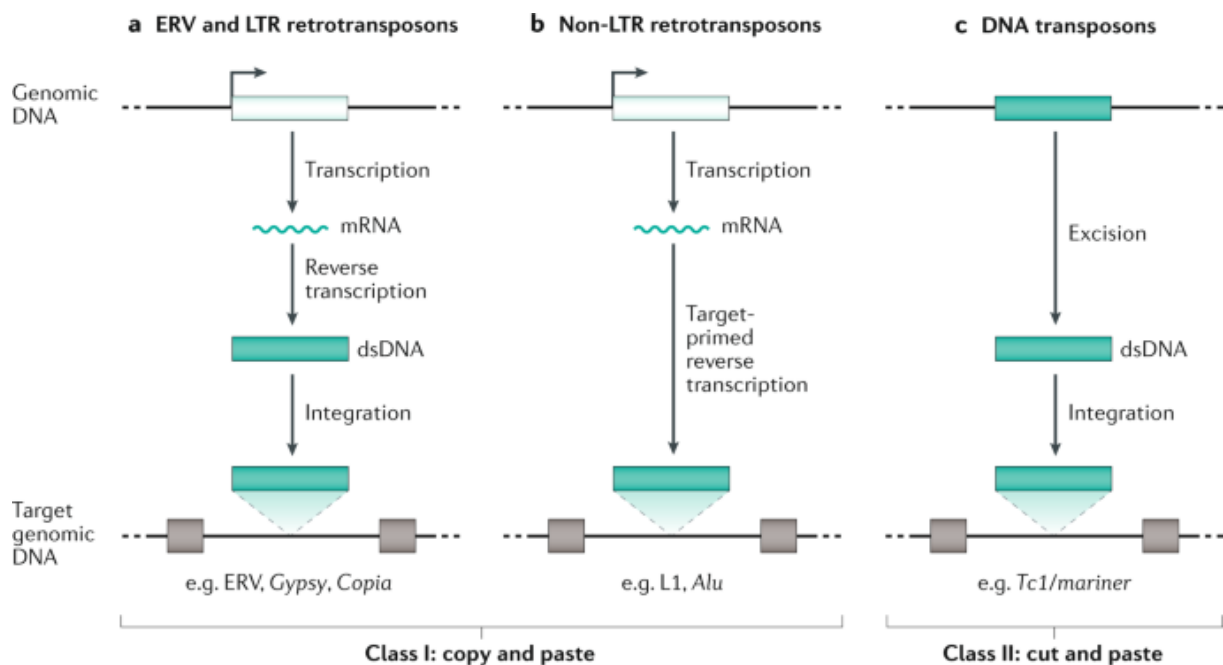 a ERV and LTR retrotransposons
b Non-LTR retrotransposons
c DNA transposons
Genomic
DNA
Transcription
mRNA
Reverse
transcription
dsDNA
Integration
Transcription
mRNA
Target-
primed
reverse
transcription
Excision
dsDNA
Integration
Target
genomic
DNA
e.g. ERV, Gypsy, Copia
e.g. L1, Alu
e.g. Tc1/mariner
Class I: copy and paste
Class II: cut and paste